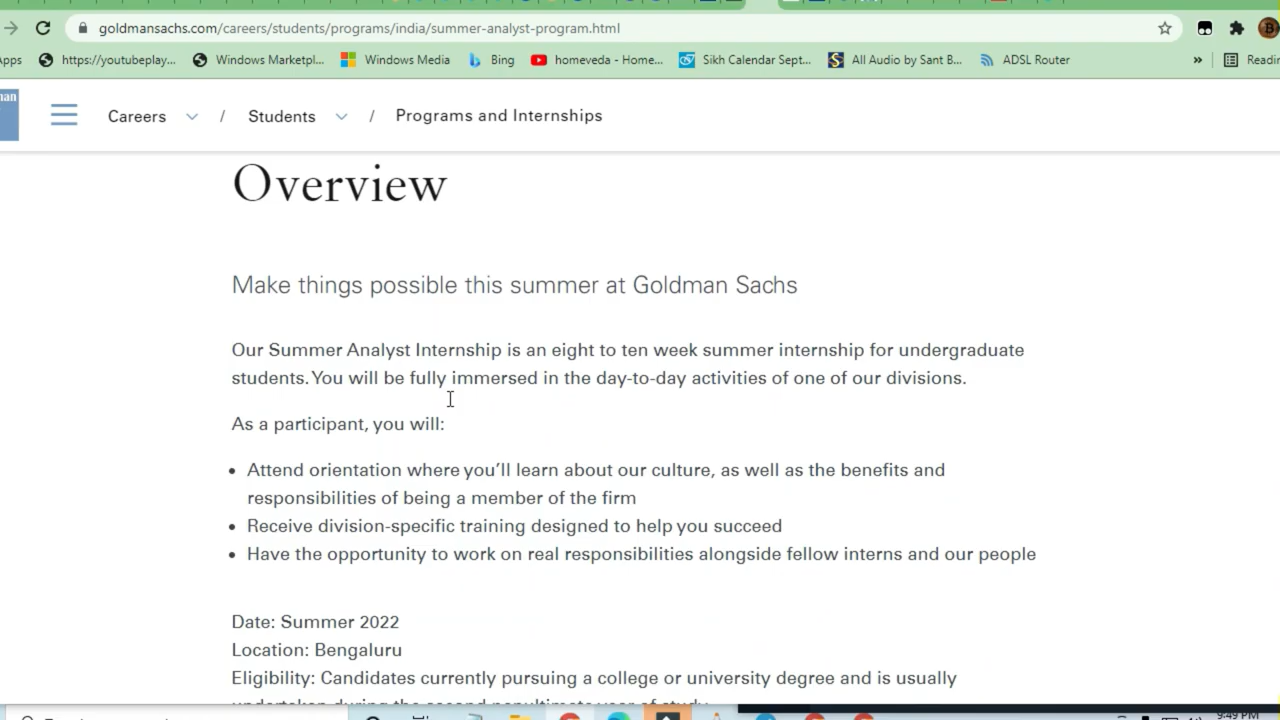 goldmansachs.com/careers/students/programs/india/summer-analyst-program.html
Apps https://youtubeplay... Windows Marketpl... Windows Media Bing homeveda - Home... Sikh Calendar Sept... All Audio by Sant B... ADSL Router » Readin
man
Careers / Students / Programs and Internships
Overview
Make things possible this summer at Goldman Sachs
Our Summer Analyst Internship is an eight to ten week summer internship for undergraduate
students. You will be fully immersed in the day-to-day activities of one of our divisions.
As a participant, you will:
• Attend orientation where you’ll learn about our culture, as well as the benefits and
responsibilities of being a member of the firm
• Receive division-specific training designed to help you succeed
• Have the opportunity to work on real responsibilities alongside fellow interns and our people
Date: Summer 2022
Location: Bengaluru
Eligibility: Candidates currently pursuing a college or university degree and is usually
undertaken during the second penultimate year of study
9:49 PM